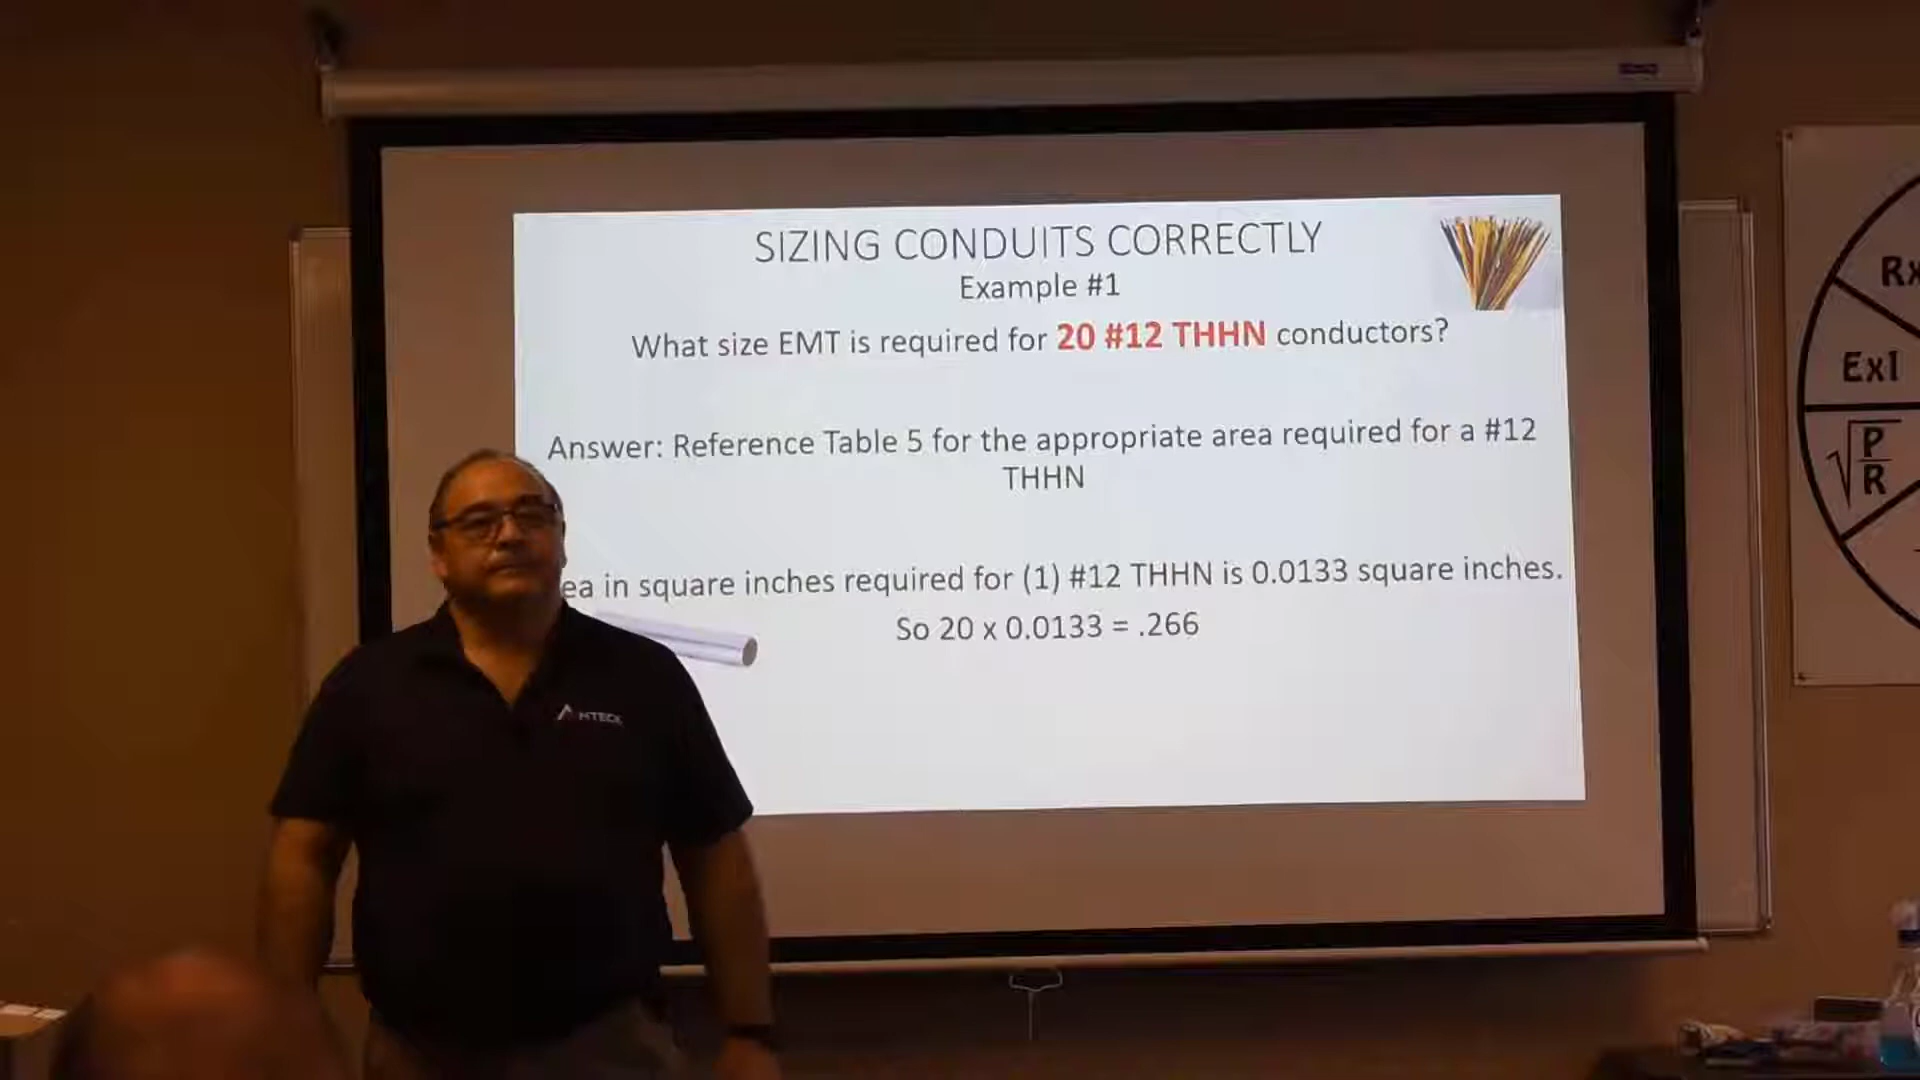 SIZING CONDUITS CORRECTLY
Example #1
What size EMT is required for 20 #12 THHN conductors?
Answer: Reference Table 5 for the appropriate area required for a #12
THHN
ea in square inches required for (1) #12 THHN is 0.0133 square inches.
So 20 x 0.0133 = .266
Rx
ExI
√P/R